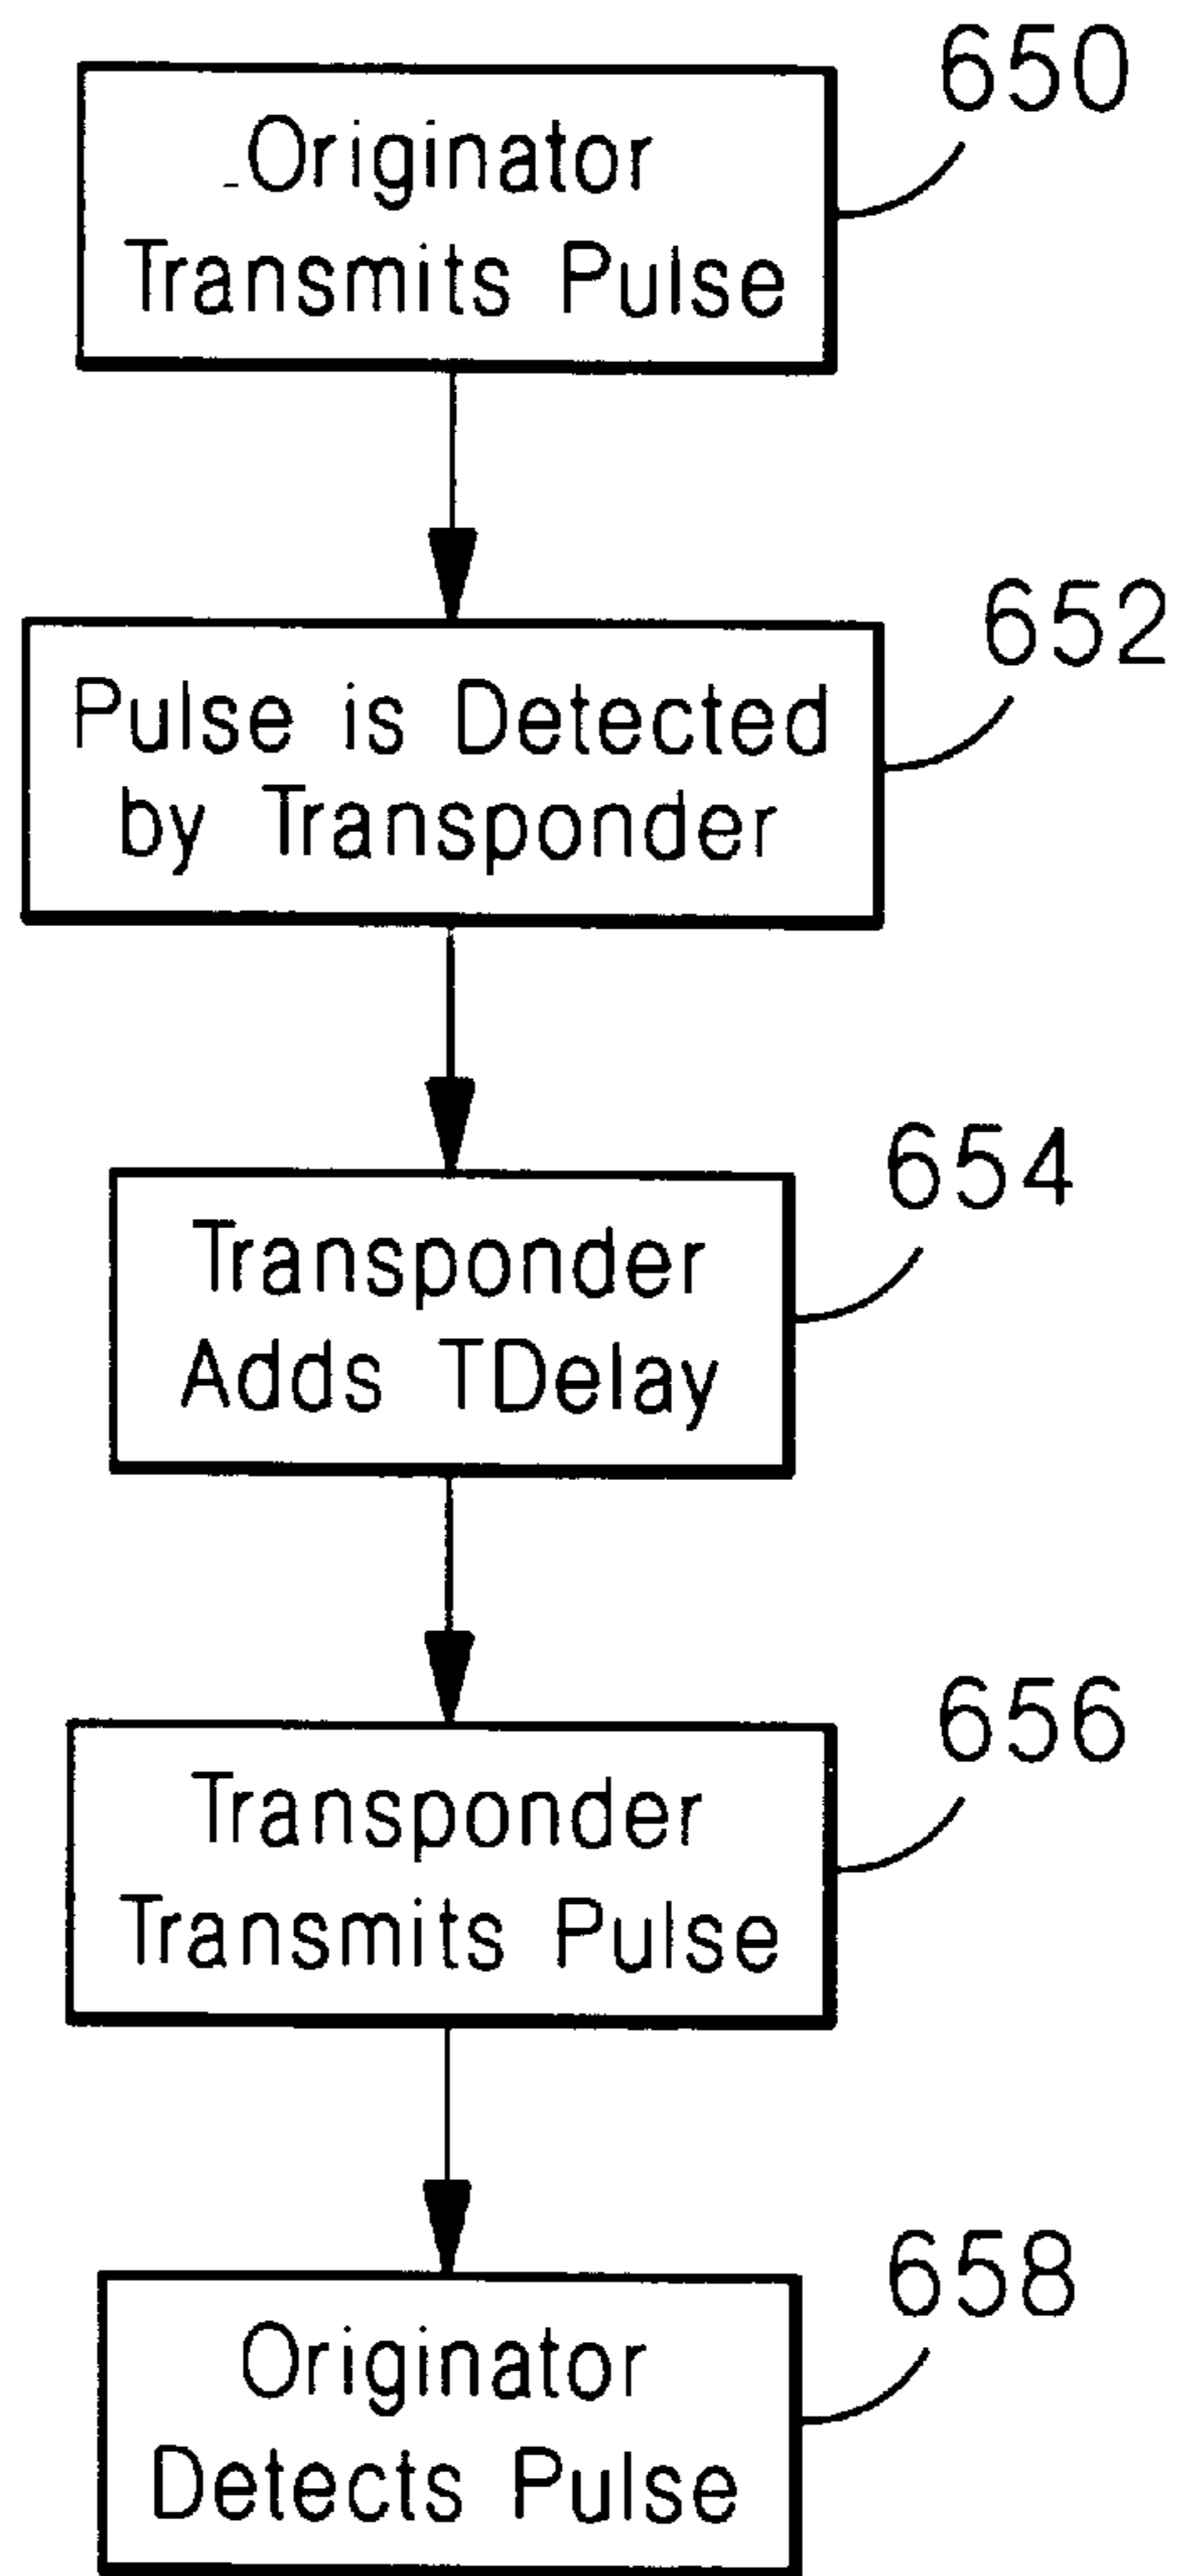 650
Originator
Transmits Pulse
652
Pulse is Detected
by Transponder
654
Transponder
Adds TDelay
656
Transponder
Transmits Pulse
658
Originator
Detects Pulse